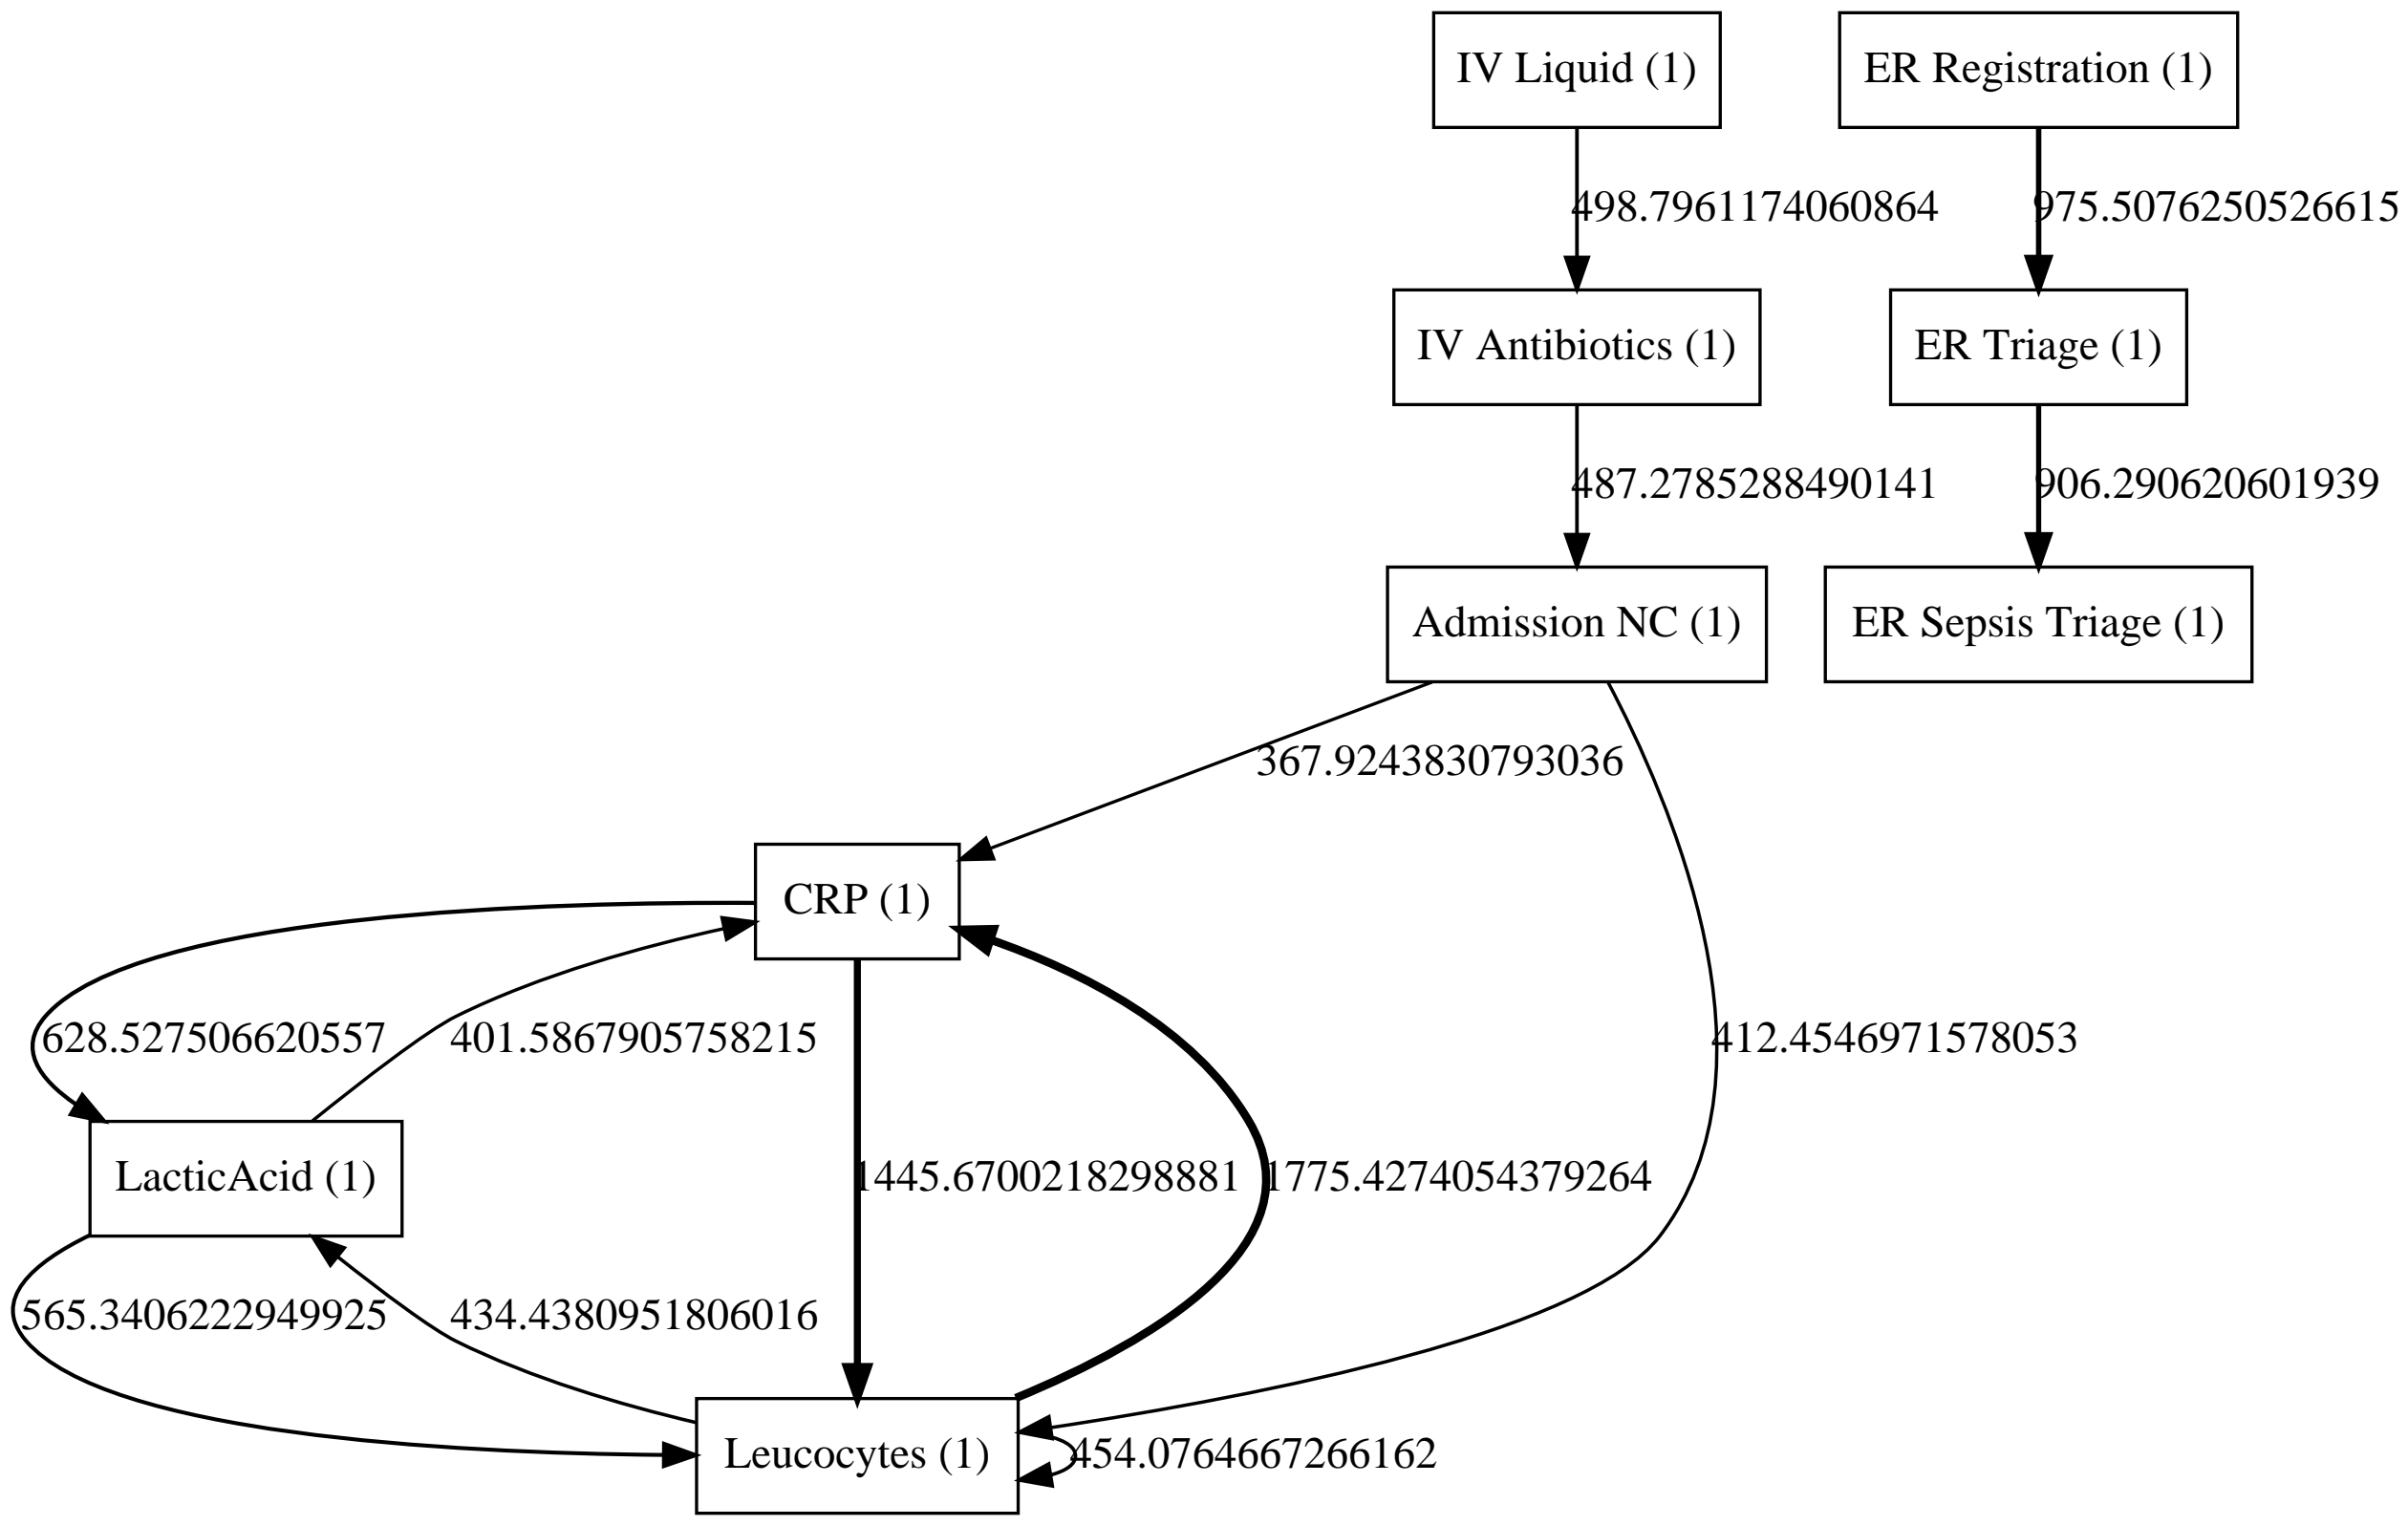 IV Liquid (1)
ER Registration (1)
498.7961174060864
975.5076250526615
IV Antibiotics (1)
ER Triage (1)
487.2785288490141
906.290620601939
Admission NC (1)
ER Sepsis Triage (1)
367.9243830793036
CRP (1)
628.527506620557
401.5867905758215
412.4546971578053
LacticAcid (1)
1445.6700218298881
1775.4274054379264
565.3406222949925
434.4380951806016
Leucocytes (1)
454.0764667266162